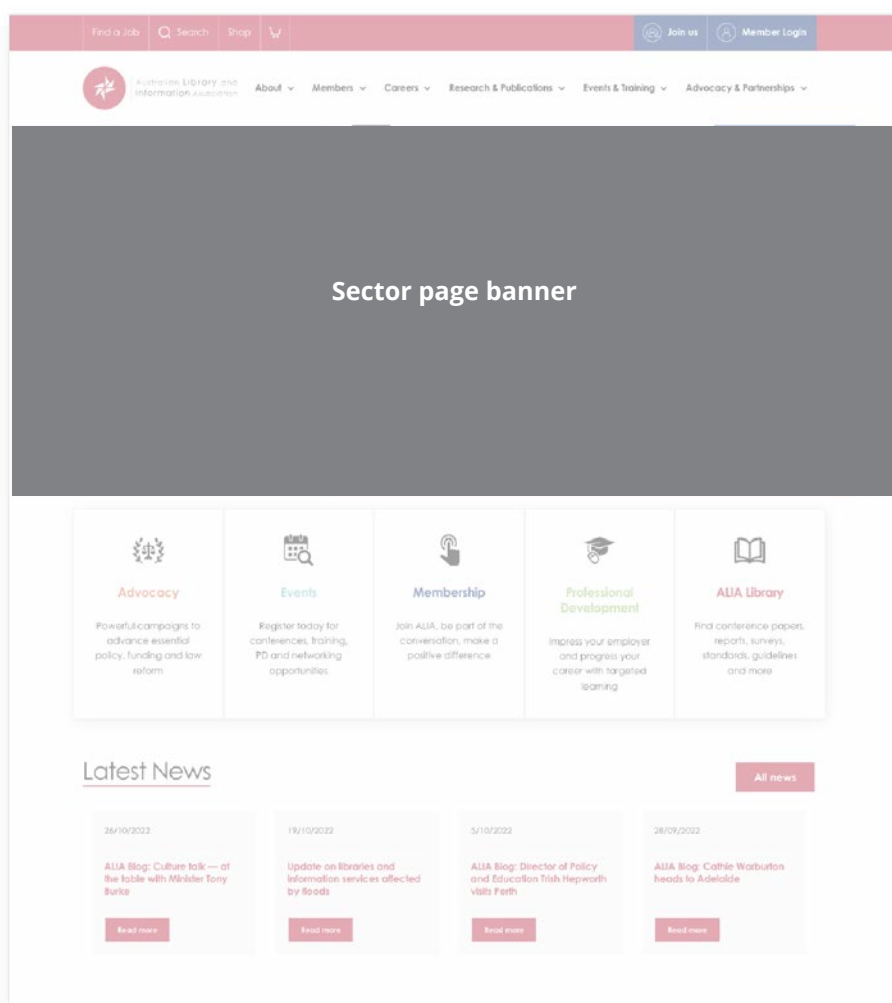 Find a Job Search Shop Join us Member Login
Australian Library and
Information Association
About Members Careers Research & Publications Events & Training Advocacy & Partnerships
Sector page banner
Advocacy
Powerful campaigns to
advance essential
policy, funding and law
reform
Events
Register today for
conferences, training,
PD and networking
opportunities
Membership
Join ALIA, be part of the
conversation, make a
positive difference
Professional
Development
Impress your employer
and progress your
career with targeted
learning
ALIA Library
Find conference papers,
reports, surveys,
standards, guidelines
and more
Latest News
All news
26/10/2022
ALIA Blog: Culture talk — at
the table with Minister Tony
Burke
Read more
19/10/2022
Update on libraries and
information services affected
by floods
Read more
5/10/2022
ALIA Blog: Director of Policy
and Education Trish Hepworth
visits Perth
Read more
28/09/2022
ALIA Blog: Cathie Warburton
heads to Adelaide
Read more